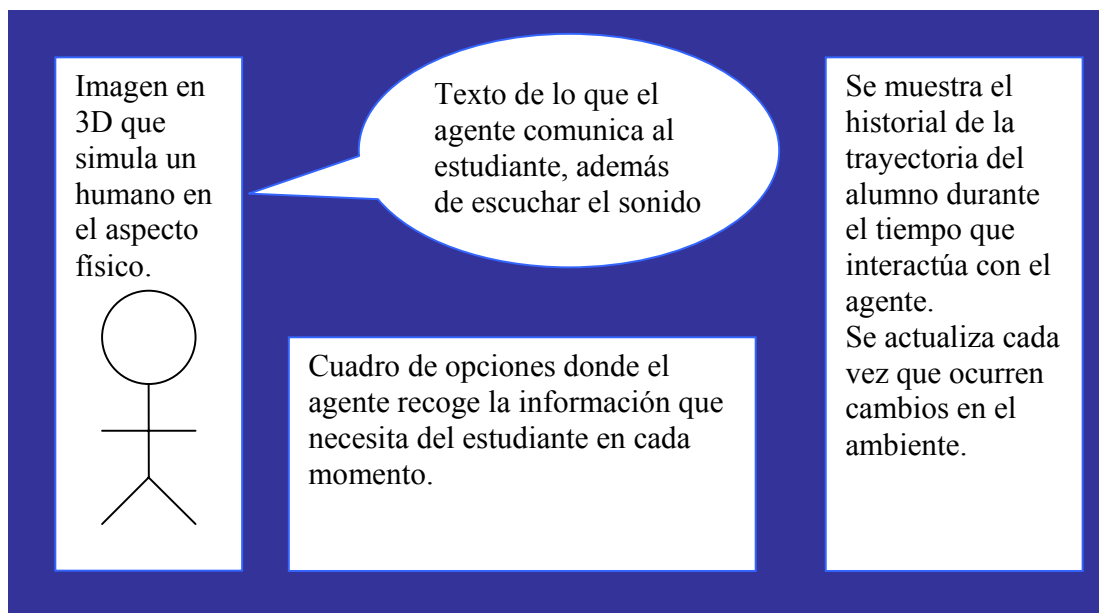 Imagen en
3D que
simula un
humano en
el aspecto
físico.
Texto de lo que el
agente comunica al
estudiante, además
de escuchar el sonido
Cuadro de opciones donde el
agente recoge la información que
necesita del estudiante en cada
momento.
Se muestra el
historial de la
trayectoria del
alumno durante
el tiempo que
interactúa con el
agente.
Se actualiza cada
vez que ocurren
cambios en el
ambiente.